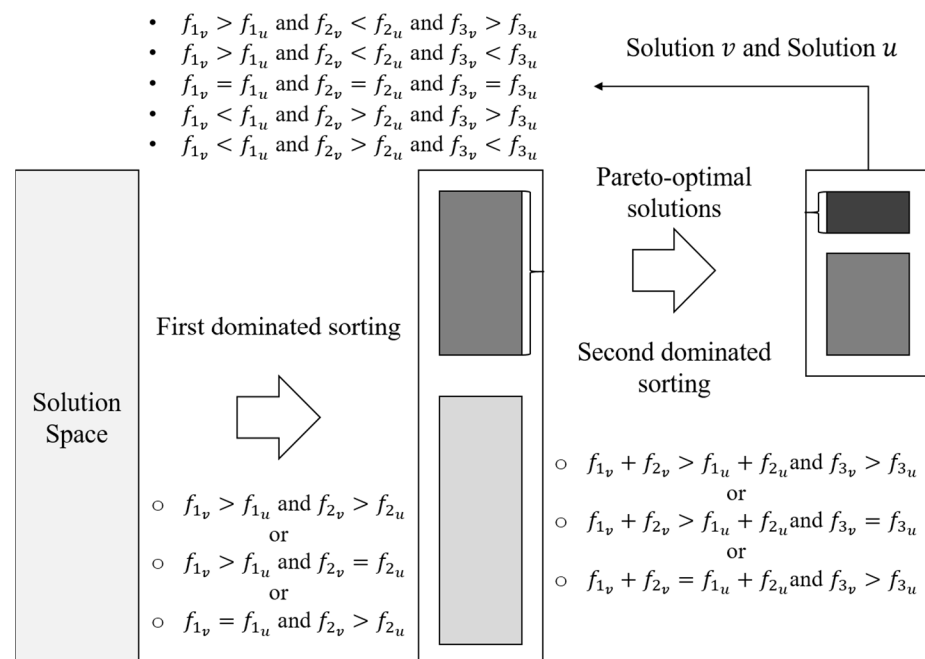 • f₁ᵥ > f₁ᵤ and f₂ᵥ < f₂ᵤ and f₃ᵥ > f₃ᵤ
• f₁ᵥ > f₁ᵤ and f₂ᵥ < f₂ᵤ and f₃ᵥ < f₃ᵤ
• f₁ᵥ = f₁ᵤ and f₂ᵥ = f₂ᵤ and f₃ᵥ = f₃ᵤ
• f₁ᵥ < f₁ᵤ and f₂ᵥ > f₂ᵤ and f₃ᵥ > f₃ᵤ
• f₁ᵥ < f₁ᵤ and f₂ᵥ > f₂ᵤ and f₃ᵥ < f₃ᵤ
Solution v and Solution u
Solution
Space
First dominated sorting
○ f₁ᵥ > f₁ᵤ and f₂ᵥ > f₂ᵤ
or
○ f₁ᵥ > f₁ᵤ and f₂ᵥ = f₂ᵤ
or
○ f₁ᵥ = f₁ᵤ and f₂ᵥ > f₂ᵤ
Pareto-optimal
solutions
Second dominated
sorting
○ f₁ᵥ + f₂ᵥ > f₁ᵤ + f₂ᵤ and f₃ᵥ > f₃ᵤ
or
○ f₁ᵥ + f₂ᵥ > f₁ᵤ + f₂ᵤ and f₃ᵥ = f₃ᵤ
or
○ f₁ᵥ + f₂ᵥ = f₁ᵤ + f₂ᵤ and f₃ᵥ > f₃ᵤ